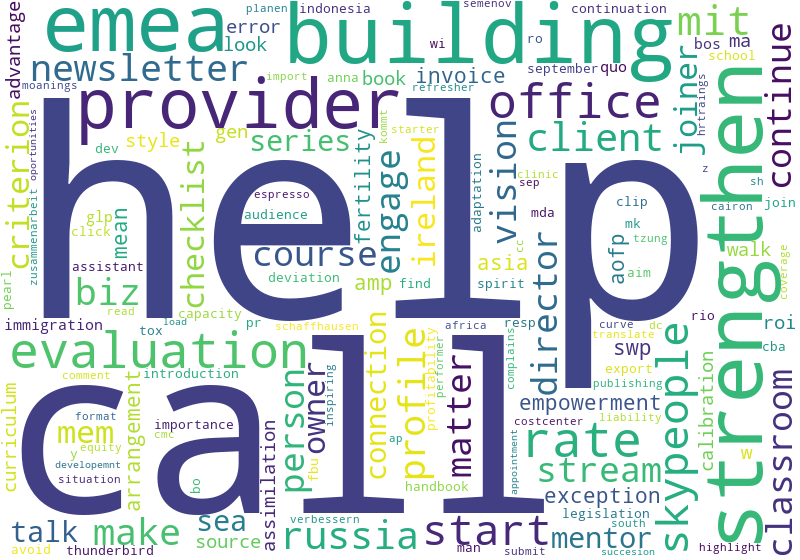 advantage
emea
planen
indonesia
semenov
continuation
building
error
look
wi
ro
mit
ma
bos
school
newsletter
moanings
import
anna
book
invoice
september
quo
refresher
joiner
hrtrainings
continue
provider
office
criterion
zusammenarbeit
oportunities
dev
style
gen
series
fertility
kommt
starter
engage
ireland
adaptation
vision
client
clinic
sep
z
sh
strengthen
help
checklist
glp
click
mean
espresso
audience
assistant
course
deviation
mda
clip
mk
cc
tzung
aofp
aim
cairon
join
walk
coverage
pearl
biz
read
capacity
amp
find
asia
spirit
director
immigration
tox
load
pr
schaffhausen
africa
resp
curve
dc
translate
rio
roi
evaluation
introduction
comment
owner
inspiring
connection
profile
profitability
performer
complains
swp
export
cba
publishing
skypeople
calibration
classroom
call
curriculum
format
mem
arrangement
importance
person
ap
matter
costcenter
empowerment
liability
rate
cmc
y
equity
developemnt
situation
bo
fbu
stream
w
assimilation
handbook
appointment
exception
talk
make
sea
source
verbessern
russia
start
mentor
legislation
south
avoid
thunderbird
man
submit
succesion
highlight